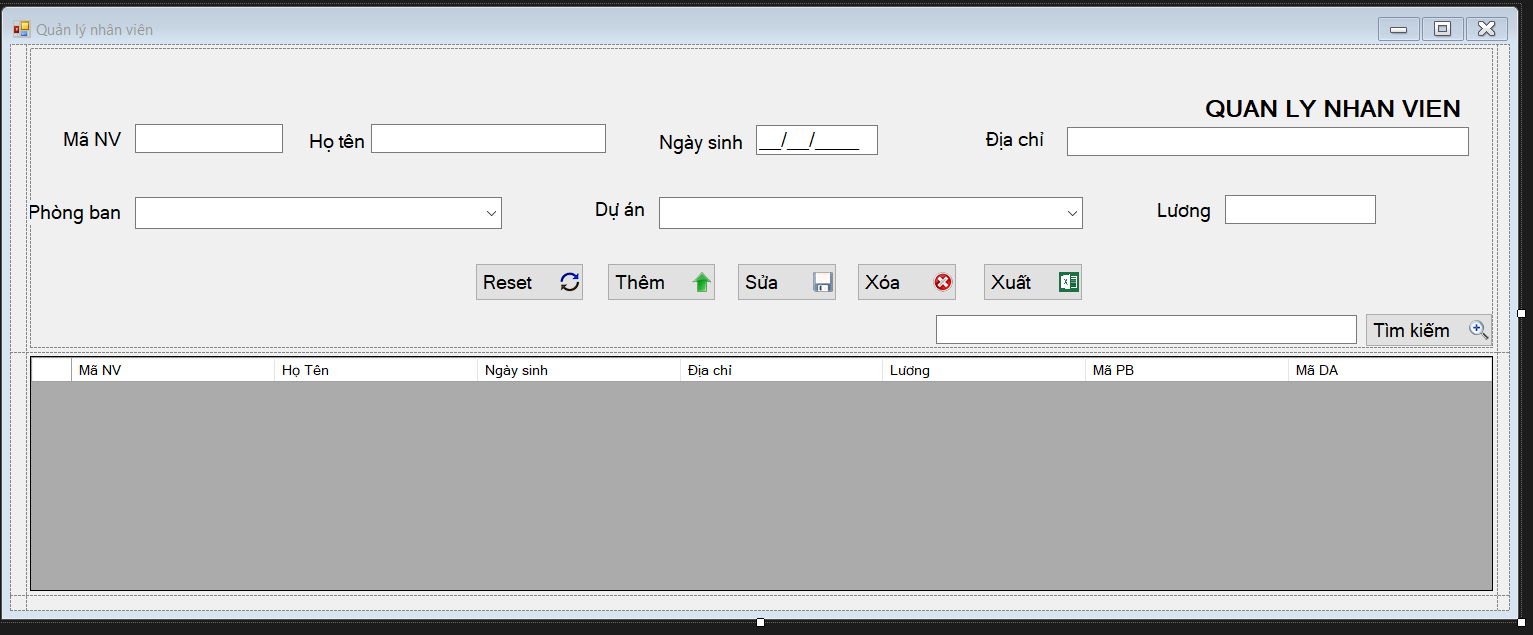 Quản lý nhân viên
QUAN LY NHAN VIEN
Mã NV Họ tên Ngày sinh __/__/____ Địa chỉ
Phòng ban Dự án Lương
Reset Thêm Sửa Xóa Xuất
Tìm kiếm
Mã NV Họ Tên Ngày sinh Địa chỉ Lương Mã PB Mã DA